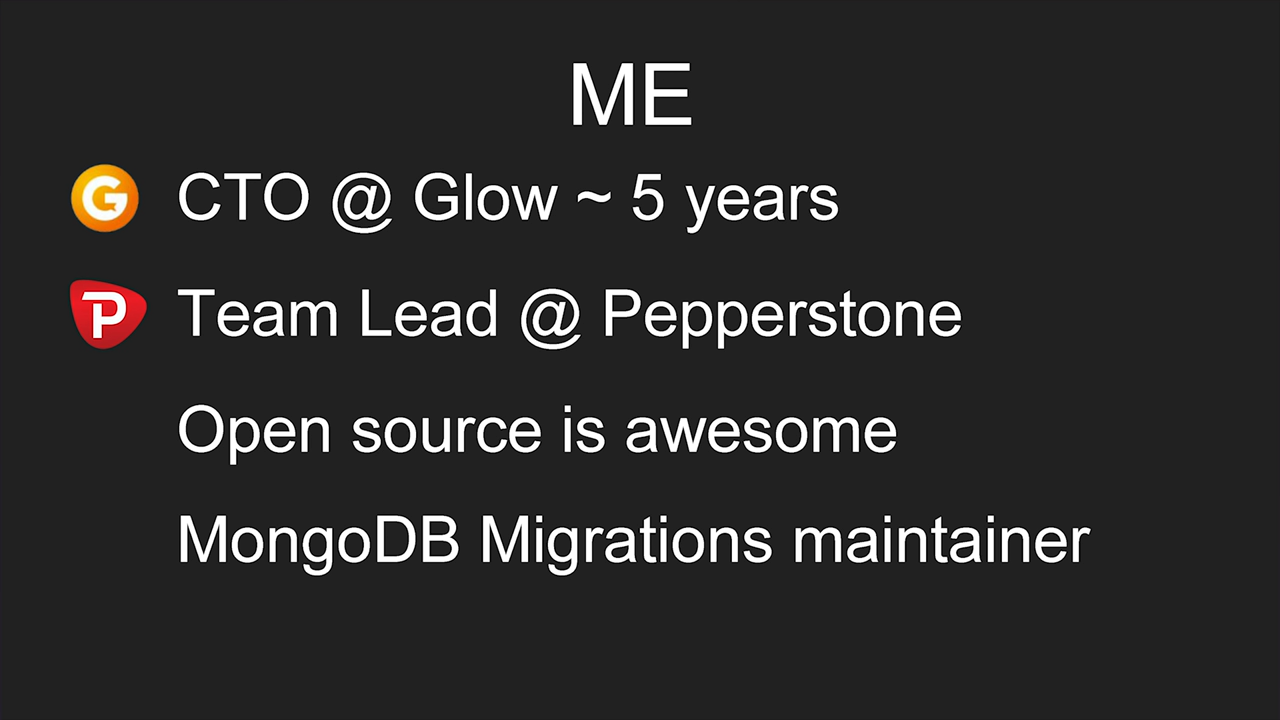 ME
G CTO @ Glow ~ 5 years
P Team Lead @ Pepperstone
Open source is awesome
MongoDB Migrations maintainer